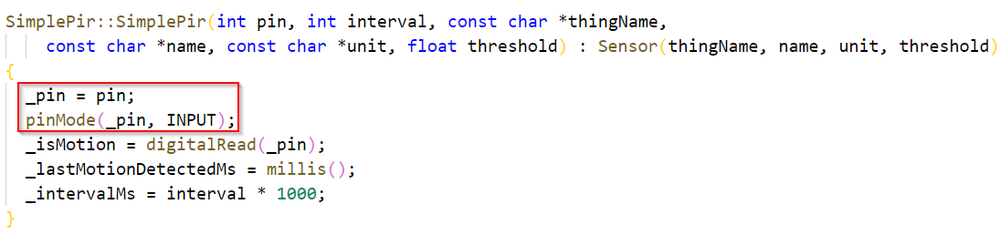 SimplePir::SimplePir(int pin, int interval, const char *thingName,
    const char *name, const char *unit, float threshold) : Sensor(thingName, name, unit, threshold)
{
  _pin = pin;
  pinMode(_pin, INPUT);
  _isMotion = digitalRead(_pin);
  _lastMotionDetectedMs = millis();
  _intervalMs = interval * 1000;
}